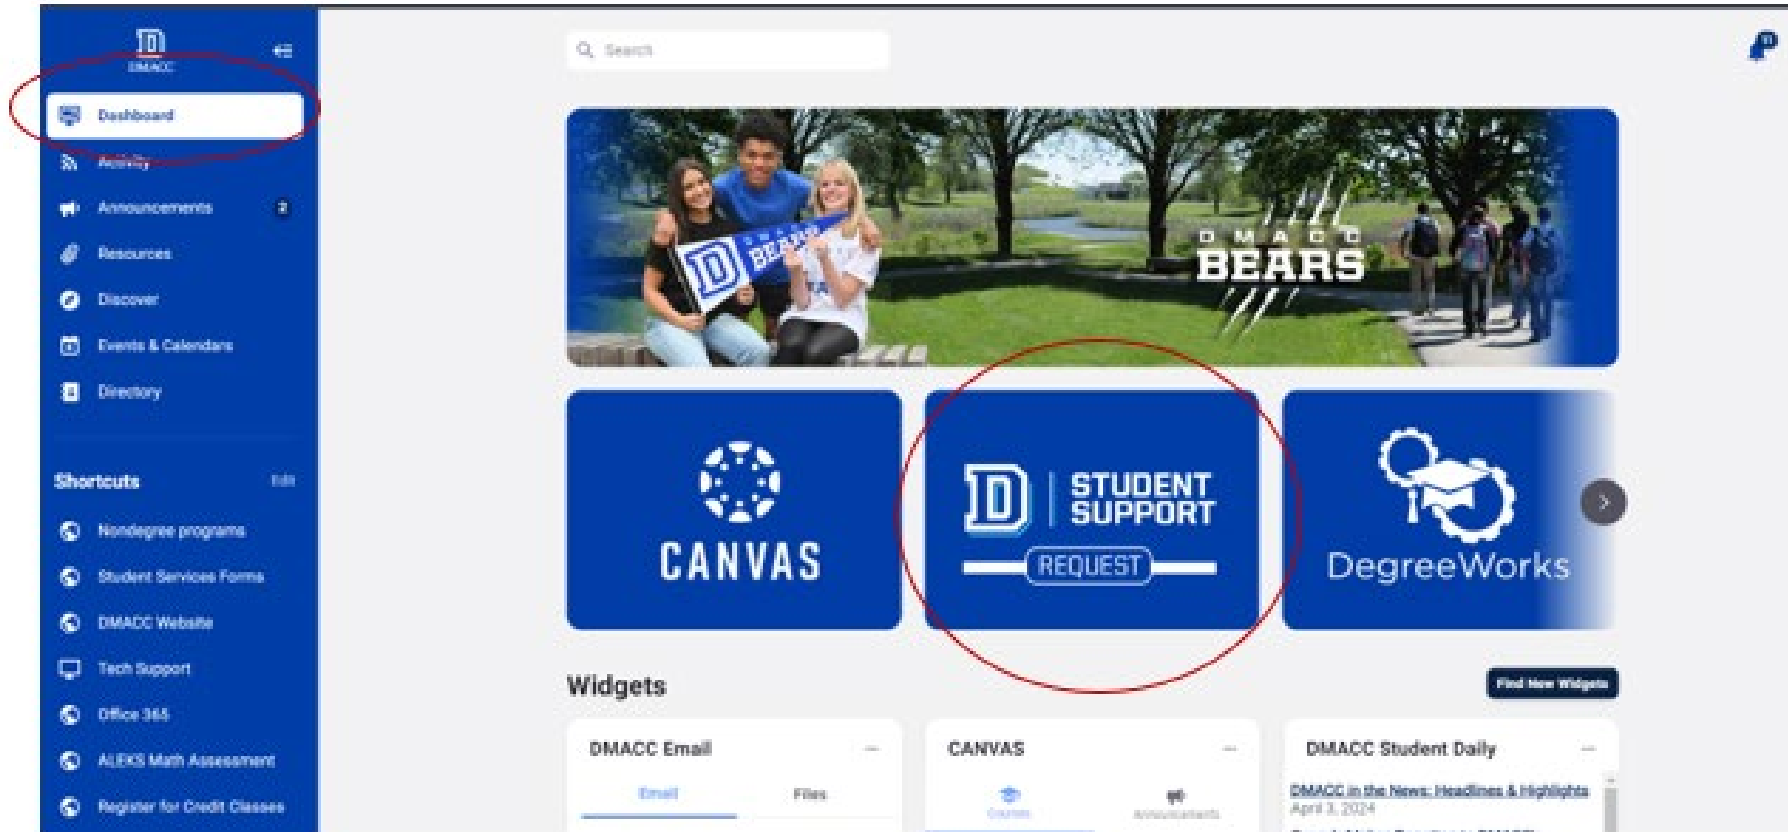 DMACC
Dashboard
Activity
Announcements 2
Resources
Discover
Events & Calendars
Directory
Shortcuts Edit
Nondegree programs
Student Services Forms
DMACC Website
Tech Support
Office 365
ALEKS Math Assessment
Register for Credit Classes
Search
D DMACC
BEARS
DMACC
BEARS
CANVAS
D STUDENT
SUPPORT
REQUEST
DegreeWorks
Widgets
Find New Widgets
DMACC Email
Email Files
CANVAS
Courses Announcements
DMACC Student Daily
DMACC in the News: Headlines & Highlights
April 3, 2024